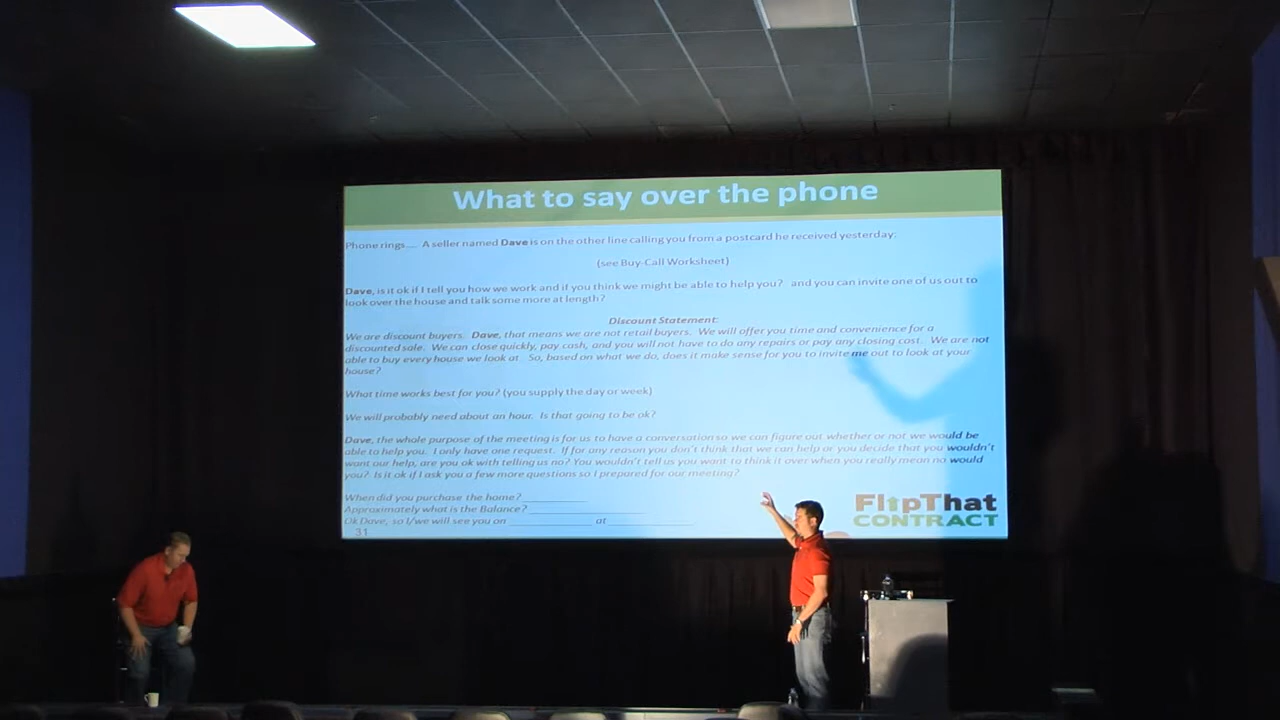 What to say over the phone
Phone rings.... A seller named Dave is on the other line calling you from a postcard he received yesterday:
(see Buy-Call Worksheet)
Dave, is it ok if I tell you how we work and if you think we might be able to help you? and you can invite one of us out to
look over the house and talk some more at length?
Discount Statement:
We are discount buyers. Dave, that means we are not retail buyers. We will offer you time and convenience for a
discounted sale. We can close quickly, pay cash, and you will not have to do any repairs or pay any closing cost. We are not
able to buy every house we look at. So, based on what we do, does it make sense for you to invite me out to look at your
house?
What time works best for you? (you supply the day or week)
We will probably need about an hour. Is that going to be ok?
Dave, the whole purpose of the meeting is for us to have a conversation so we can figure out whether or not we would be
able to help you. I only have one request. If for any reason you don't think that we can help or you decide that you wouldn't
want our help, are you ok with telling us no? You wouldn't tell us you want to think it over when you really mean no would
you? Is it ok if I ask you a few more questions so I prepared for our meeting?
When did you purchase the home?___________
Approximately what is the Balance?____________________
Ok Dave, so I/we will see you on ______________ at ______________
31
FlipThat
CONTRACT